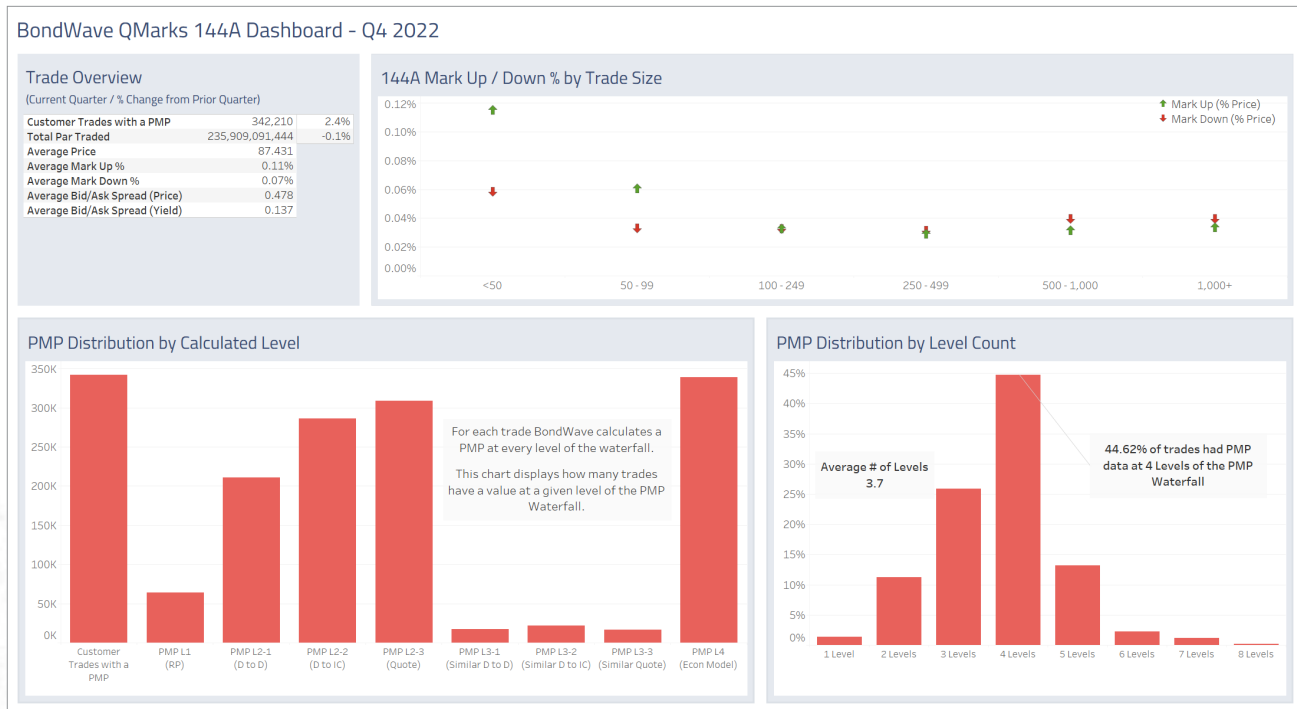 BondWave QMarks 144A Dashboard - Q4 2022
Trade Overview
(Current Quarter / % Change from Prior Quarter)
Customer Trades with a PMP 342,210 2.4%
Total Par Traded 235,909,091,444 -0.1%
Average Price 87.431
Average Mark Up % 0.11%
Average Mark Down % 0.07%
Average Bid/Ask Spread (Price) 0.478
Average Bid/Ask Spread (Yield) 0.137
144A Mark Up / Down % by Trade Size
Mark Up (% Price)
Mark Down (% Price)
0.12%
0.10%
0.08%
0.06%
0.04%
0.02%
0.00%
<50 50 - 99 100 - 249 250 - 499 500 - 1,000 1,000+
PMP Distribution by Calculated Level
350K
300K
250K
200K
150K
100K
50K
0K
For each trade BondWave calculates a
PMP at every level of the waterfall.
This chart displays how many trades
have a value at a given level of the PMP
Waterfall.
Customer
Trades with a
PMP
PMP L1
(RP)
PMP L2-1
(D to D)
PMP L2-2
(D to IC)
PMP L2-3
(Quote)
PMP L3-1
(Similar D to D)
PMP L3-2
(Similar D to IC)
PMP L3-3
(Similar Quote)
PMP L4
(Econ Model)
PMP Distribution by Level Count
45%
40%
35%
30%
25%
20%
15%
10%
5%
0%
Average # of Levels
3.7
44.62% of trades had PMP
data at 4 Levels of the PMP
Waterfall
1 Level 2 Levels 3 Levels 4 Levels 5 Levels 6 Levels 7 Levels 8 Levels